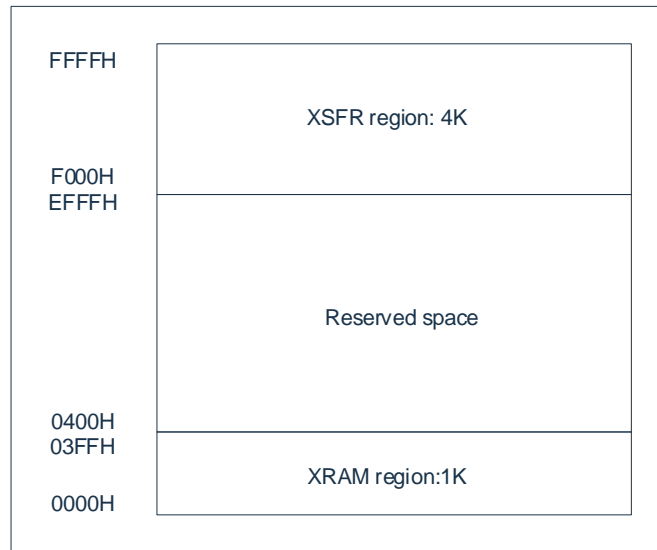 FFFFH
XSFR region: 4K
F000H
EFFFH
Reserved space
0400H
03FFH
XRAM region:1K
0000H